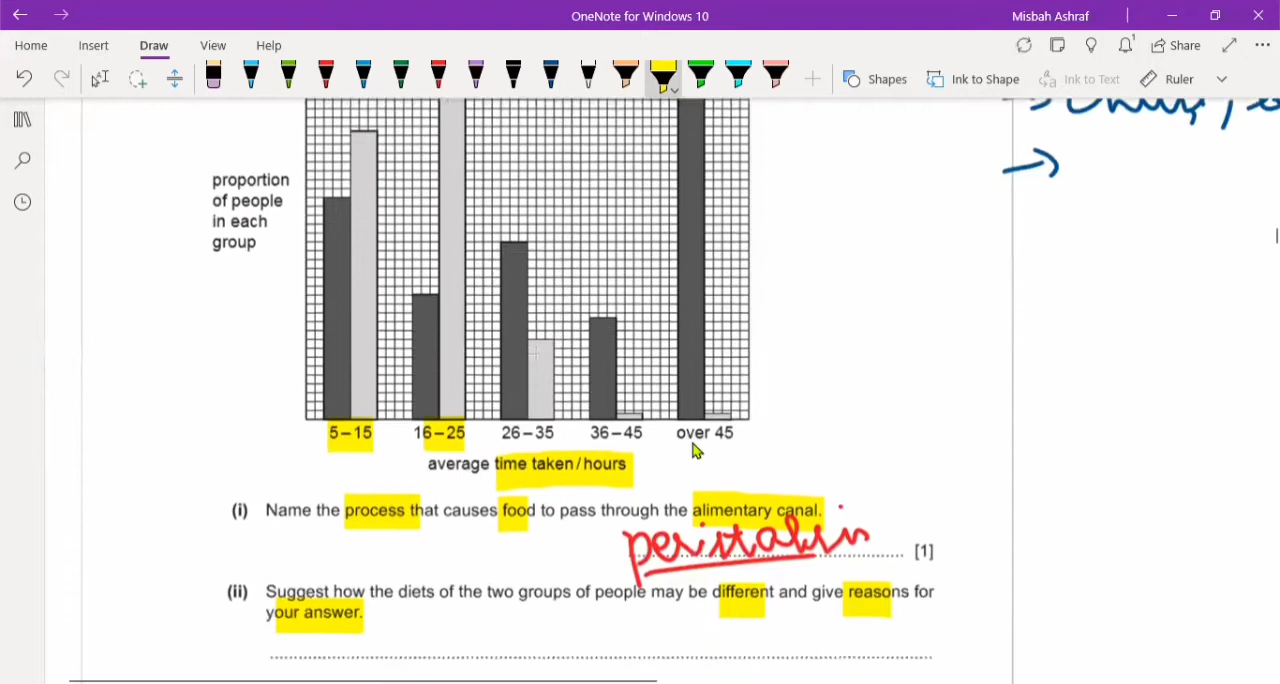 OneNote for Windows 10
Misbah Ashraf
Home Insert Draw View Help
Share
Shapes
Ink to Shape
Ink to Text
Ruler
proportion
of people
in each
group
5–15 16–25 26–35 36–45 over 45
average time taken/hours
(i) Name the process that causes food to pass through the alimentary canal.
peristalsis
[1]
(ii) Suggest how the diets of the two groups of people may be different and give reasons for
your answer.